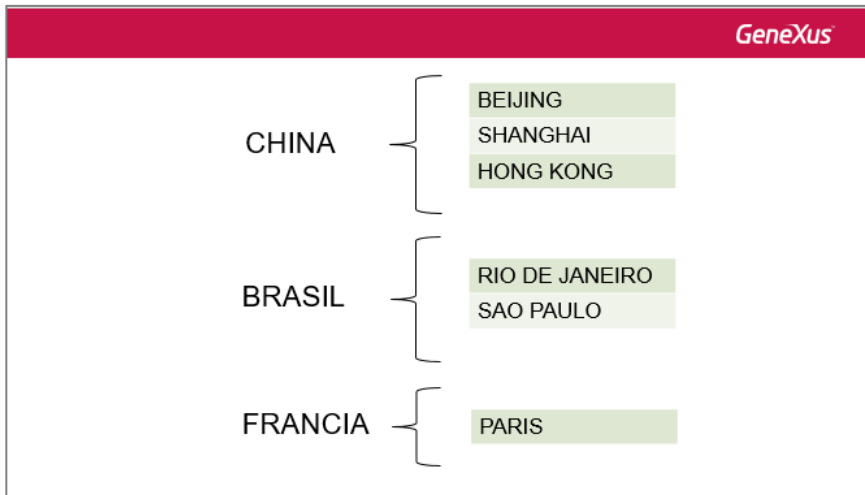 GeneXus
CHINA
BEIJING
SHANGHAI
HONG KONG
BRASIL
RIO DE JANEIRO
SAO PAULO
FRANCIA
PARIS